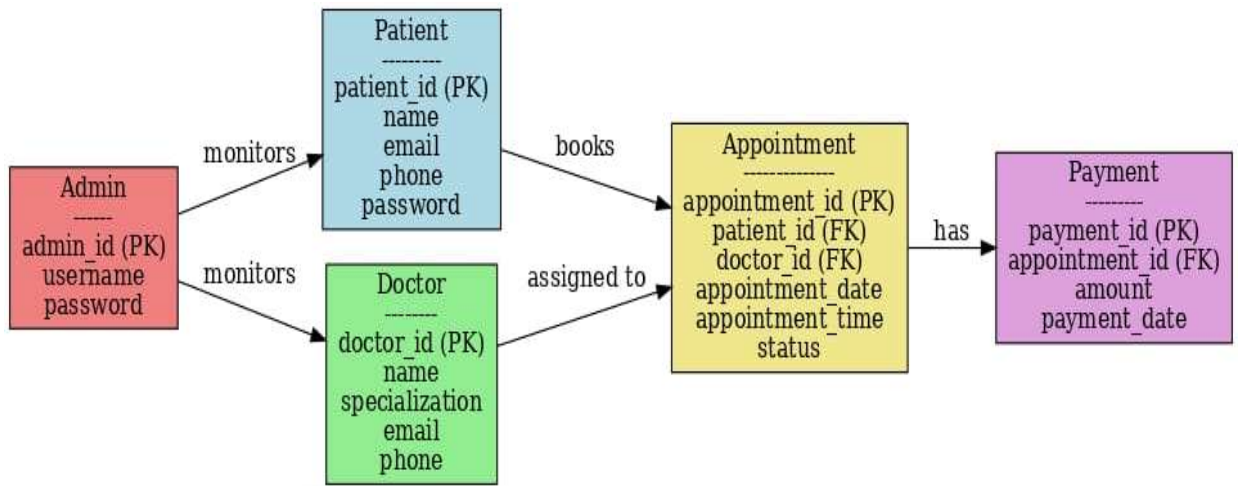 Admin
------
admin_id (PK)
username
password
monitors
monitors
Patient
---------
patient_id (PK)
name
email
phone
password
Doctor
--------
doctor_id (PK)
name
specialization
email
phone
books
assigned to
Appointment
--------------
appointment_id (PK)
patient_id (FK)
doctor_id (FK)
appointment_date
appointment_time
status
has
Payment
---------
payment_id (PK)
appointment_id (FK)
amount
payment_date